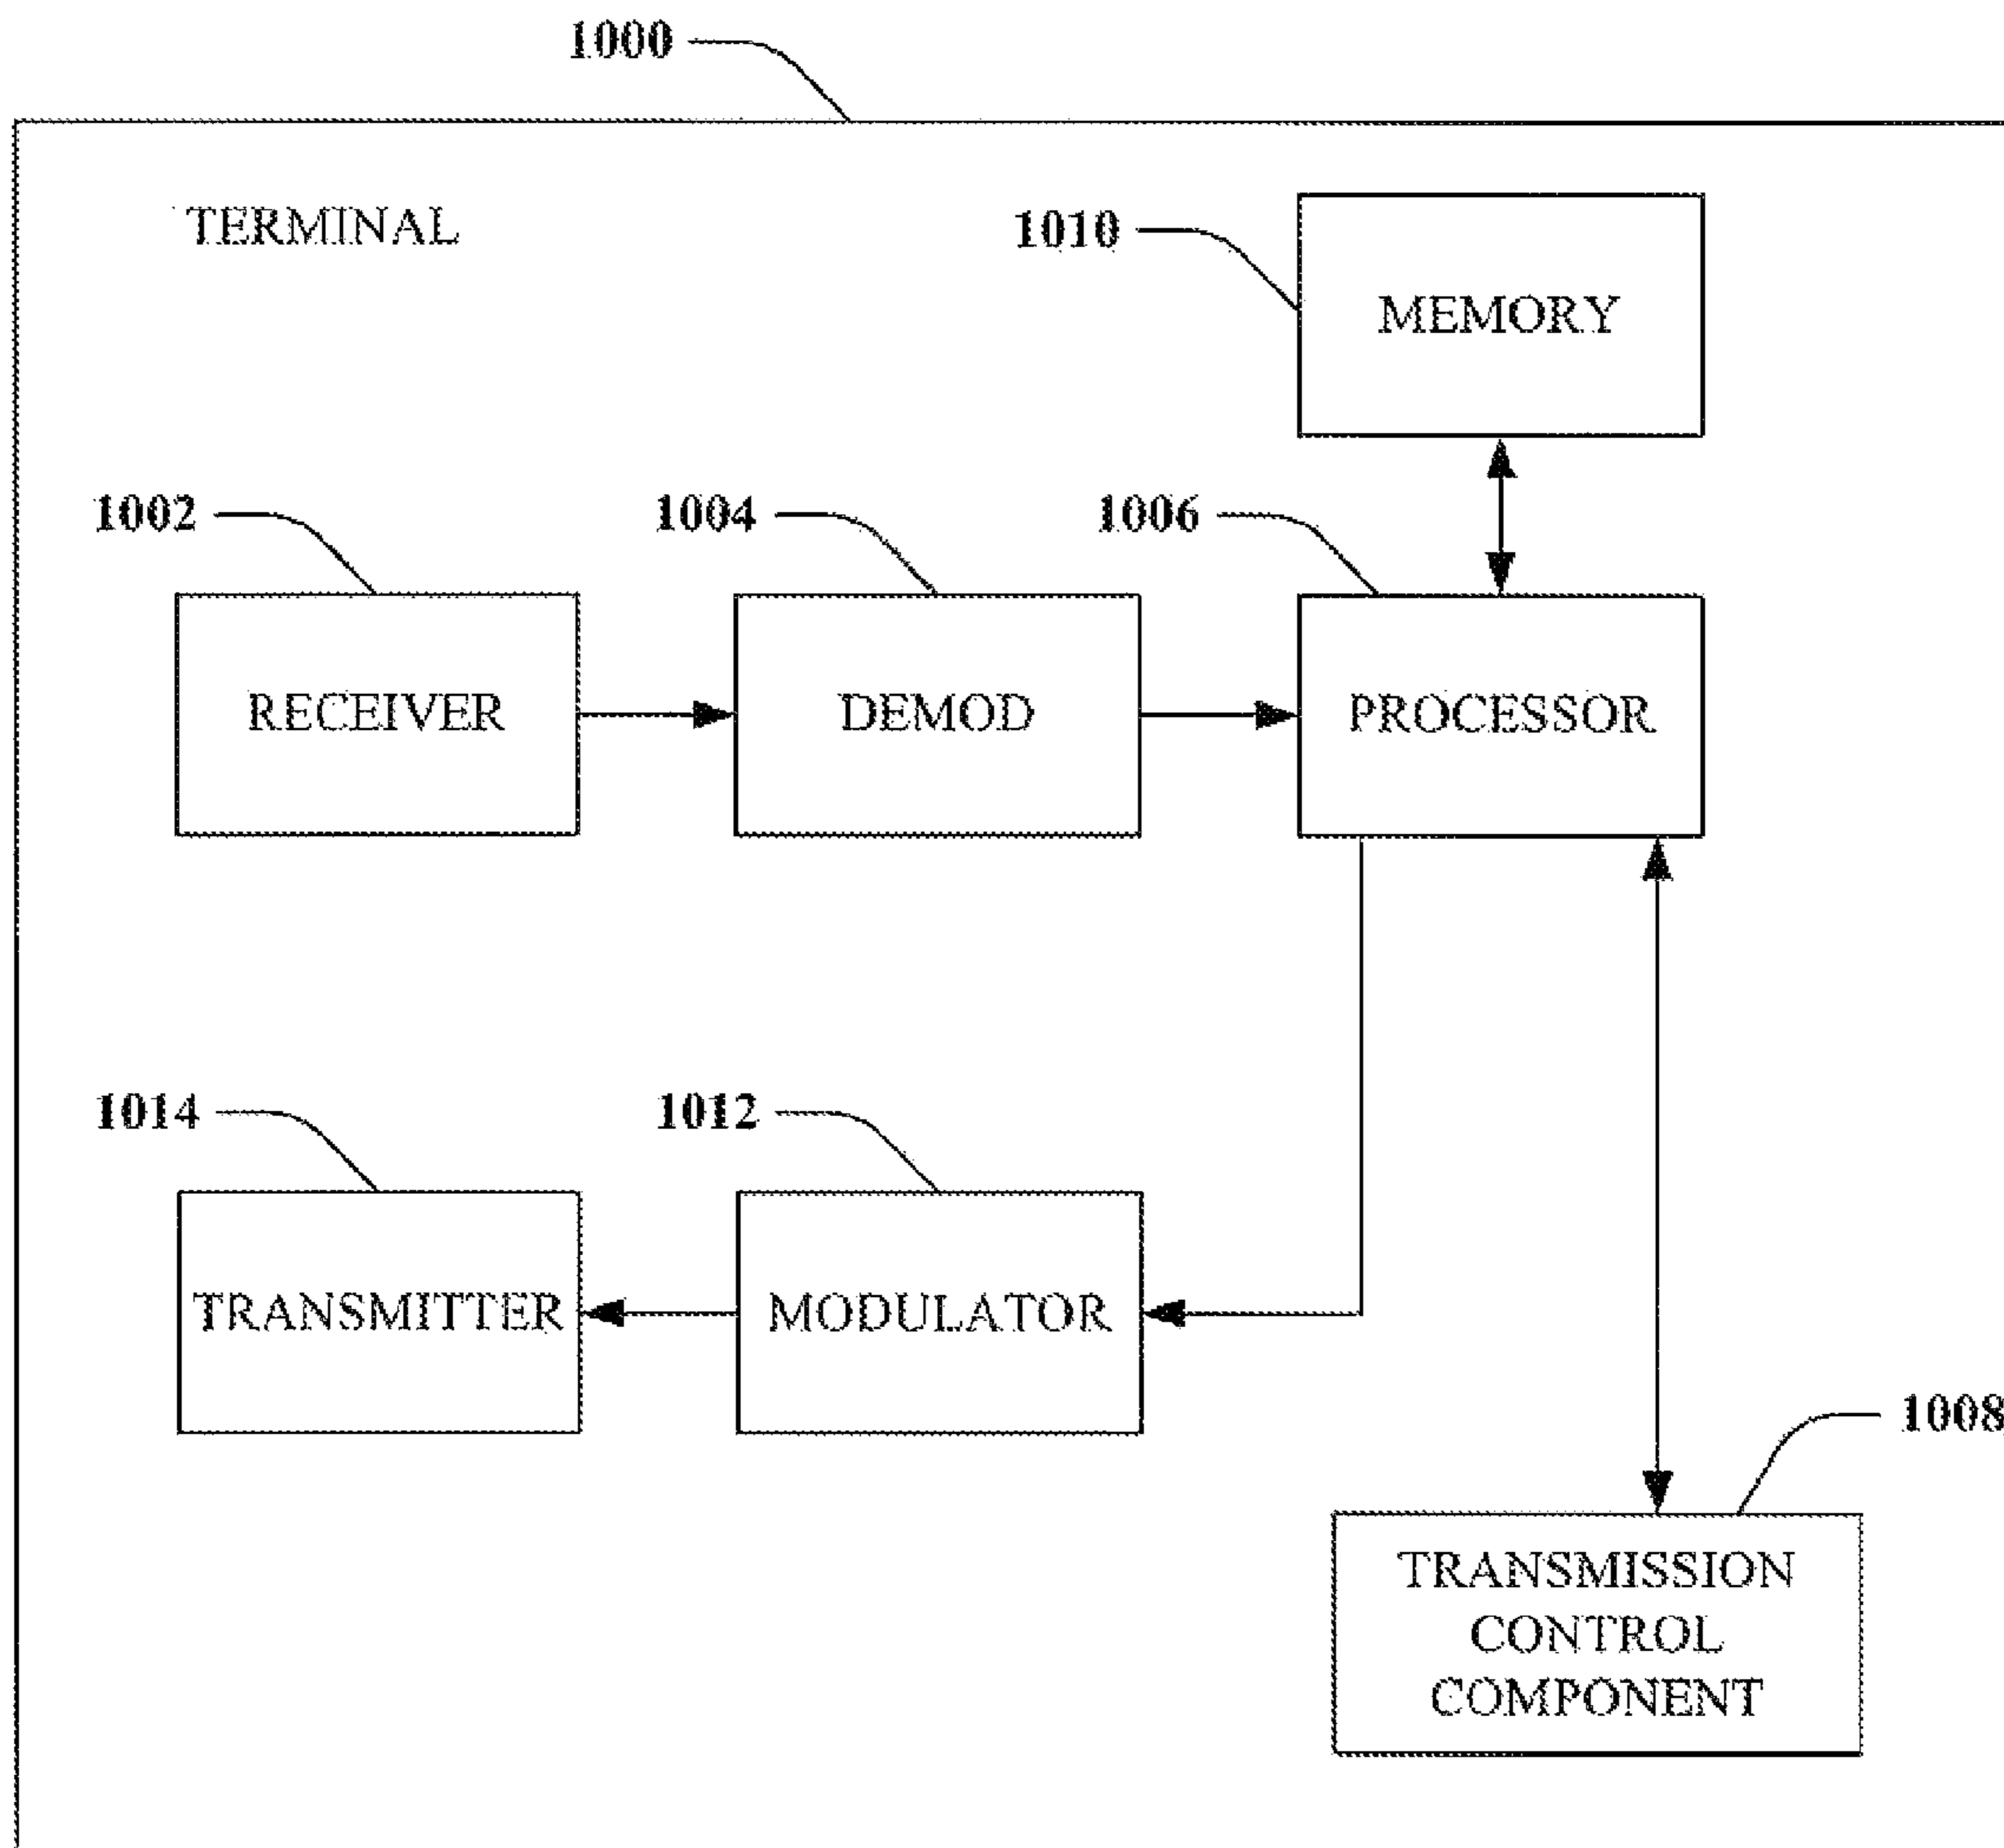 1000
TERMINAL
1010
MEMORY
1002
1004
1006
RECEIVER
DEMOD
PROCESSOR
1014
1012
TRANSMITTER
MODULATOR
1008
TRANSMISSION
CONTROL
COMPONENT